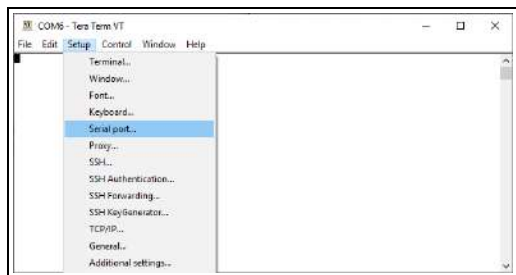 COM6 - Tera Term VT
File Edit Setup Control Window Help
Terminal...
Window...
Font...
Keyboard...
Serial port...
Proxy...
SSH...
SSH Authentication...
SSH Forwarding...
SSH KeyGenerator...
TCP/IP...
General...
Additional settings...